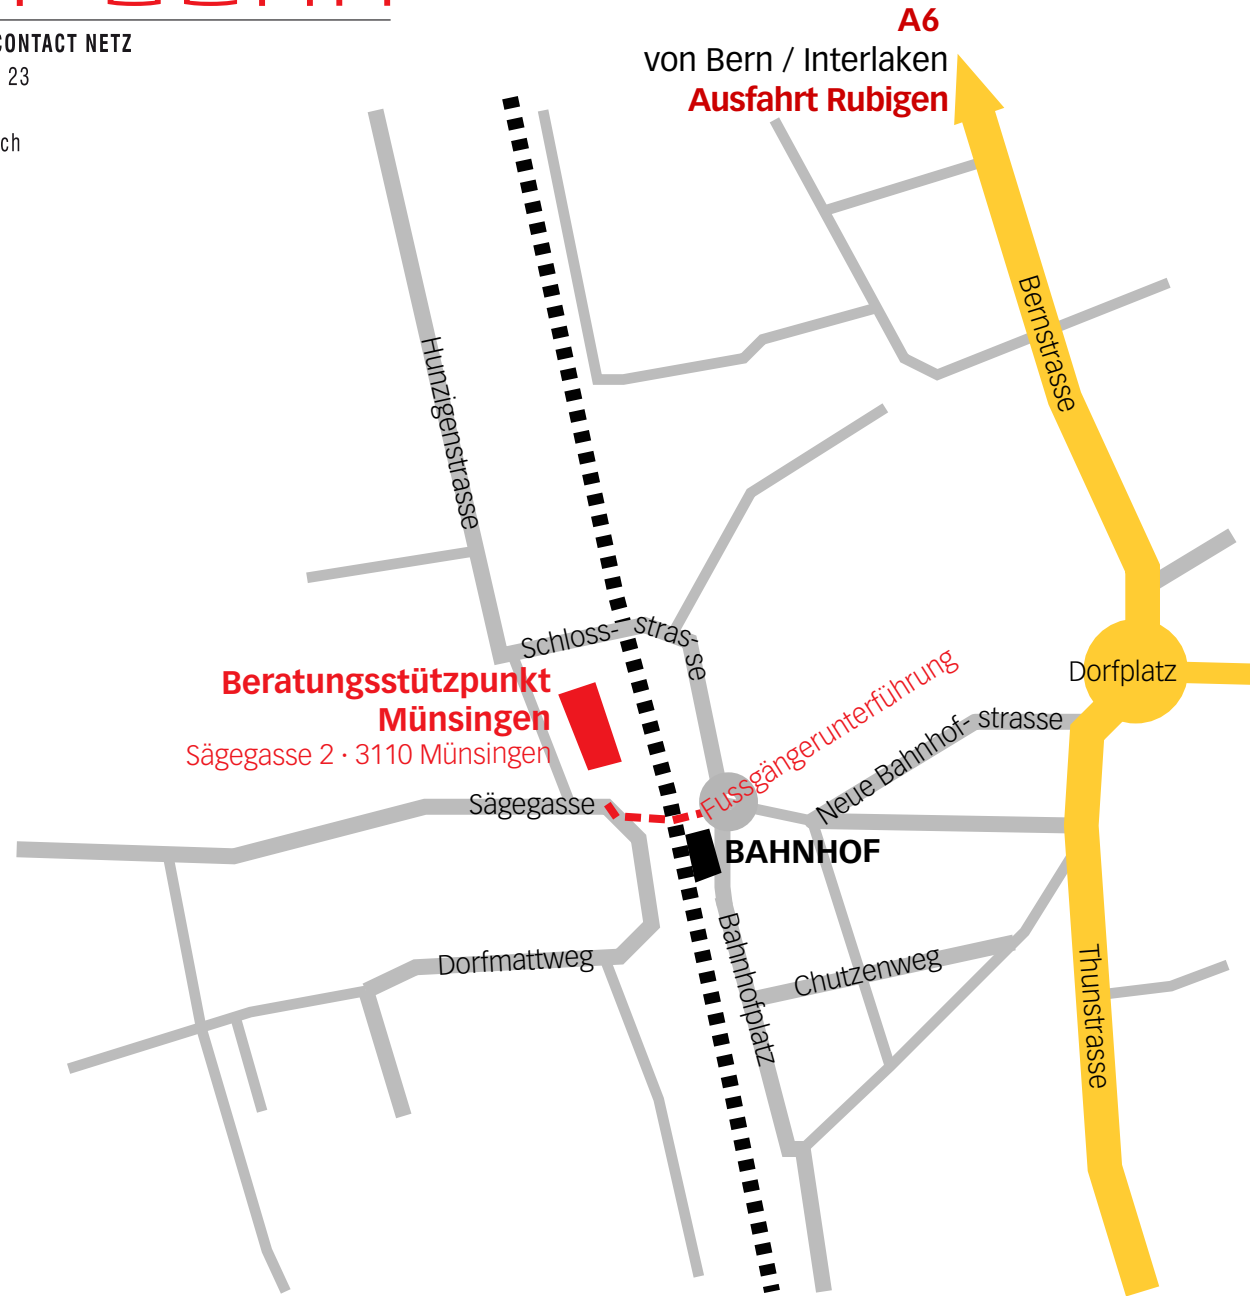 CONTACT NETZ
23
ch
A6
von Bern / Interlaken
Ausfahrt Rubigen
Bernstrasse
Hunzigenstrasse
Schloss- stras- se
Beratungsstützpunkt
Münsingen
Sägegasse 2 · 3110 Münsingen
Fussgängerunterführung
Dorfplatz
Neue Bahnhof- strasse
Sägegasse
BAHNHOF
Dorfmattweg
Bahnhofplatz
Chutzenweg
Thunstrasse